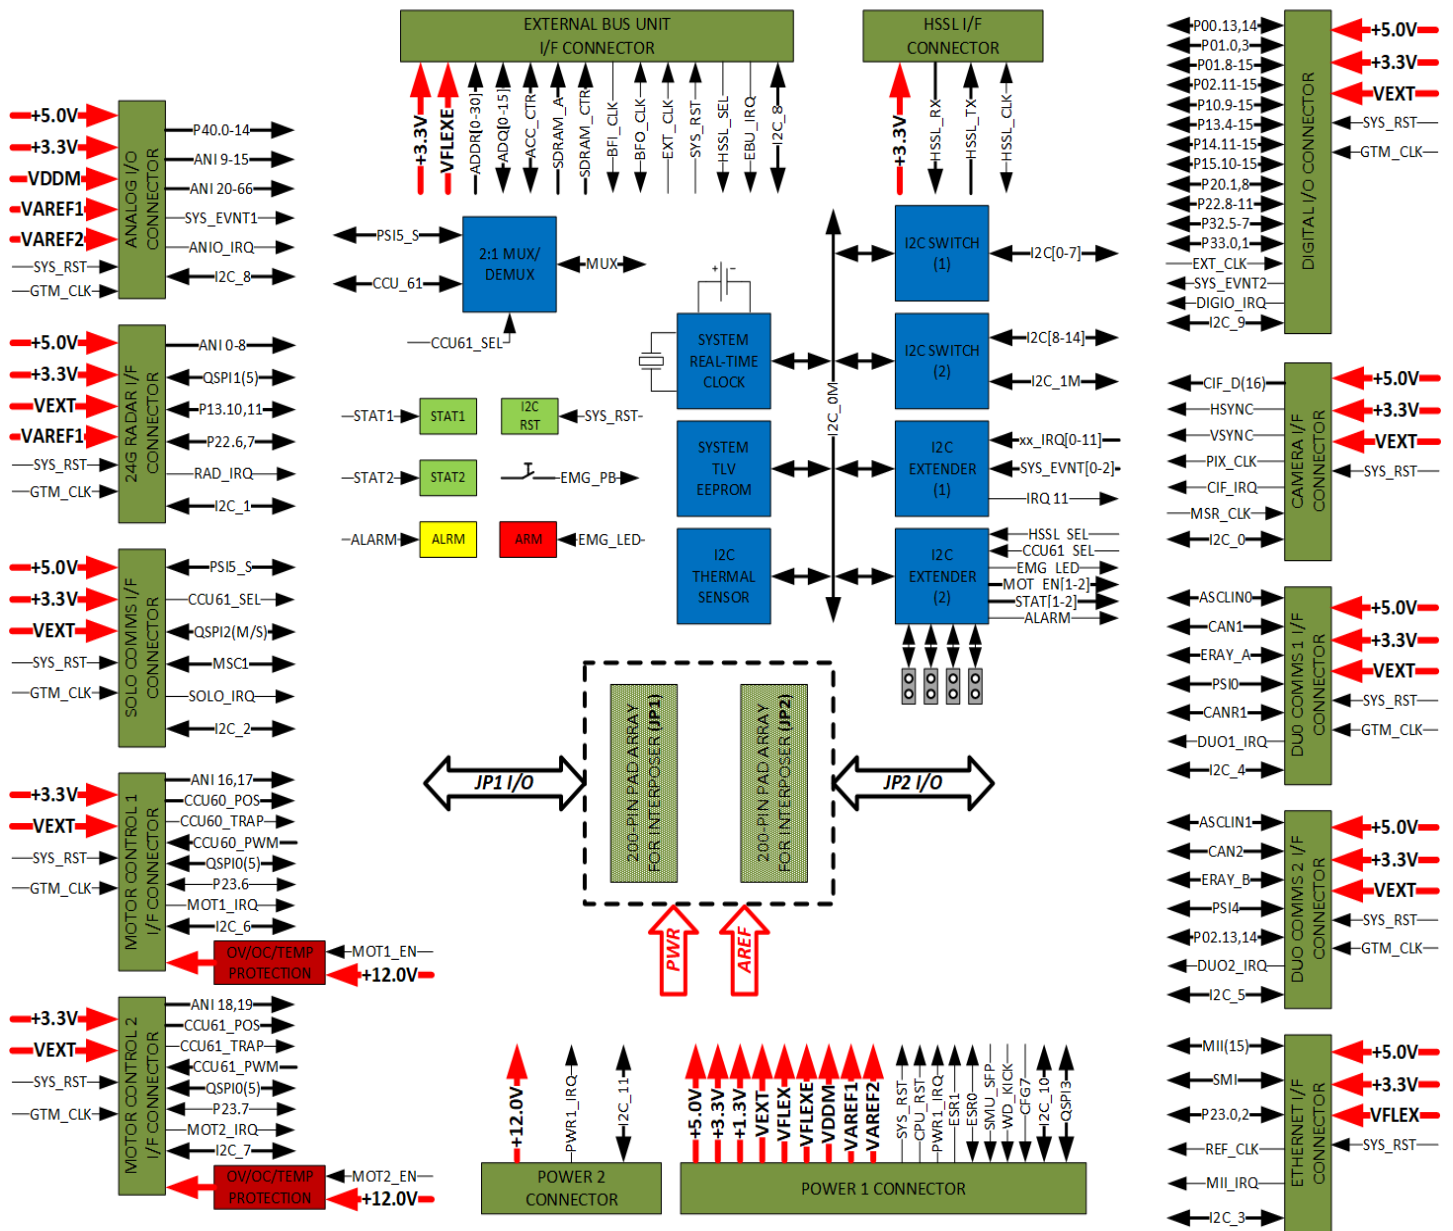 EXTERNAL BUS UNIT
I/F CONNECTOR
+3.3V
VFLEXE
ADDR[0-30]
ADQ[0-15]
ACC_CTR
SDRAM_A
SDRAM_CTR
BFI_CLK
BFO_CLK
EXT_CLK
SYS_RST
HSSL_SEL
EBU_IRQ
I2C_8
HSSL I/F
CONNECTOR
+3.3V
HSSL_RX
HSSL_TX
HSSL_CLK
+5.0V
+3.3V
VDDM
VAREF1
VAREF2
SYS_RST
GTM_CLK
ANALOG I/O
CONNECTOR
P40.0-14
ANI 9-15
ANI 20-66
SYS_EVNT1
ANIO_IRQ
I2C_8
+5.0V
+3.3V
VEXT
VAREF1
SYS_RST
GTM_CLK
24G RADAR I/F
CONNECTOR
ANI 0-8
QSPI1(5)
P13.10,11
P22.6,7
RAD_IRQ
I2C_1
+5.0V
+3.3V
VEXT
SYS_RST
GTM_CLK
SOLO COMMS I/F
CONNECTOR
PSI5_S
CCU61_SEL
QSPI2(M/S)
MSC1
SOLO_IRQ
I2C_2
+3.3V
VEXT
SYS_RST
GTM_CLK
MOTOR CONTROL 1
I/F CONNECTOR
ANI 16,17
CCU60_POS
CCU60_TRAP
CCU60_PWM
QSPI0(5)
P23.6
MOT1_IRQ
I2C_6
OV/OC/TEMP
PROTECTION
MOT1_EN
+12.0V
+3.3V
VEXT
SYS_RST
GTM_CLK
MOTOR CONTROL 2
I/F CONNECTOR
ANI 18,19
CCU61_POS
CCU61_TRAP
CCU61_PWM
QSPI0(5)
P23.7
MOT2_IRQ
I2C_7
OV/OC/TEMP
PROTECTION
MOT2_EN
+12.0V
PSI5_S
CCU_61
2:1 MUX/
DEMUX
MUX
CCU61_SEL
STAT1
STAT1
I2C
RST
SYS_RST
STAT2
STAT2
EMG_PB
ALARM
ALRM
ARM
EMG_LED
+ -
SYSTEM
REAL-TIME
CLOCK
SYSTEM
TLV
EEPROM
I2C
THERMAL
SENSOR
I2C_0M
I2C SWITCH
(1)
I2C[0-7]
I2C SWITCH
(2)
I2C[8-14]
I2C_1M
I2C
EXTENDER
(1)
xx_IRQ[0-11]
SYS_EVNT[0-2]
IRQ 11
I2C
EXTENDER
(2)
HSSL_SEL
CCU61_SEL
EMG_LED
MOT_EN[1-2]
STAT[1-2]
ALARM
JP1 I/O
200-PIN PAD ARRAY
FOR INTERPOSER (JP1)
200-PIN PAD ARRAY
FOR INTERPOSER (JP2)
JP2 I/O
PWR
AREF
+12.0V
PWR1_IRQ
I2C_11
POWER 2
CONNECTOR
+5.0V
+3.3V
+1.3V
VEXT
VFLEX
VFLEXE
VDDM
VAREF1
VAREF2
SYS_RST
CPU_RST
PWR1_IRQ
ESR1
ESR0
SMIU_SFP
WD_KICK
CFG7
I2C_10
QSPI3
POWER 1 CONNECTOR
P00.13,14
P01.0,3
P01.8-15
P02.11-15
P10.9-15
P13.4-15
P14.11-15
P15.10-15
P20.1,8
P22.8-11
P32.5-7
P33.0,1
EXT_CLK
SYS_EVNT2
DIGIO_IRQ
I2C_9
DIGITAL I/O CONNECTOR
+5.0V
+3.3V
VEXT
SYS_RST
GTM_CLK
CIF_D(16)
HSYNC
VSYNC
PIX_CLK
CIF_IRQ
MSR_CLK
I2C_0
CAMERA I/F
CONNECTOR
+5.0V
+3.3V
VEXT
SYS_RST
ASCLIN0
CAN1
ERAY_A
PSI0
CANR1
DUO1_IRQ
I2C_4
DUO COMMS 1 I/F
CONNECTOR
+5.0V
+3.3V
VEXT
SYS_RST
GTM_CLK
ASCLIN1
CAN2
ERAY_B
PSI4
P02.13,14
DUO2_IRQ
I2C_5
DUO COMMS 2 I/F
CONNECTOR
+5.0V
+3.3V
VEXT
SYS_RST
GTM_CLK
MII(15)
SMI
P23.0,2
REF_CLK
MII_IRQ
I2C_3
ETHERNET I/F
CONNECTOR
+5.0V
+3.3V
VFLEX
SYS_RST